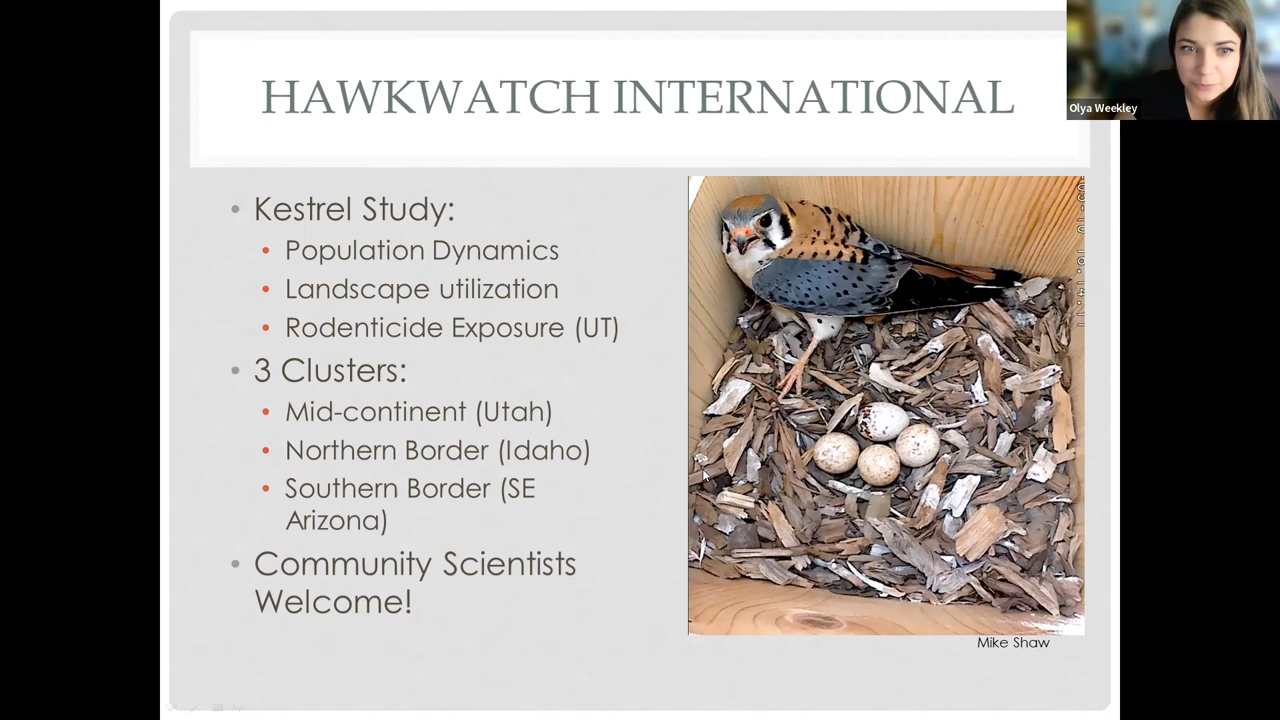 HAWKWATCH INTERNATIONAL
Olya Weekley
• Kestrel Study:
• Population Dynamics
• Landscape utilization
• Rodenticide Exposure (UT)
• 3 Clusters:
• Mid-continent (Utah)
• Northern Border (Idaho)
• Southern Border (SE
Arizona)
• Community Scientists
Welcome!
Mike Shaw